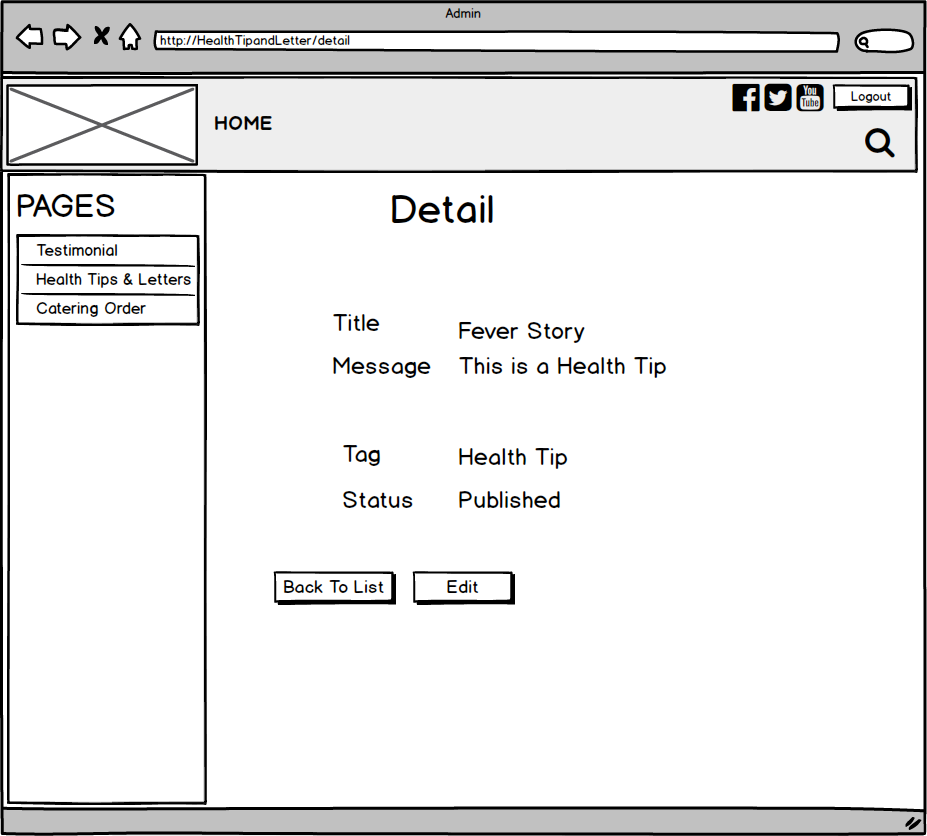 Admin
http://HealthTipandLetter/detail
You
Tube
Logout
HOME
PAGES
Testimonial
Health Tips & Letters
Catering Order
Detail
Title Fever Story
Message This is a Health Tip
Tag Health Tip
Status Published
Back To List Edit